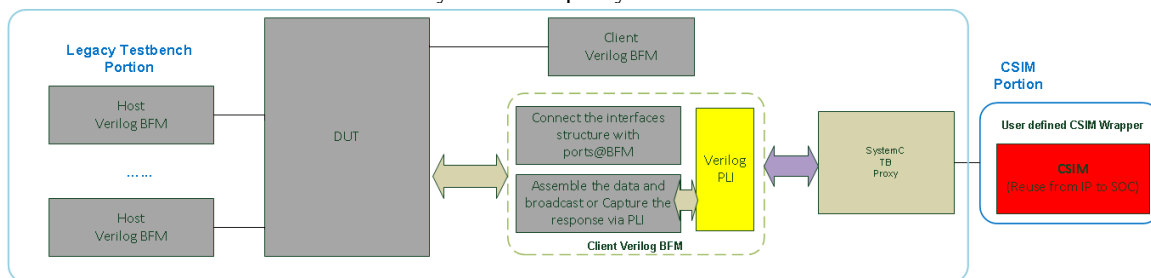 Legacy Testbench
Portion
Host
Verilog BFM
......
Host
Verilog BFM
DUT
Client
Verilog BFM
Connect the interfaces
structure with
ports@BFM
Assemble the data and
broadcast or Capture the
response via PLI
Verilog
PLI
Client Verilog BFM
SystemC
TB
Proxy
CSIM
Portion
User defined CSIM Wrapper
CSIM
(Reuse from IP to SOC)